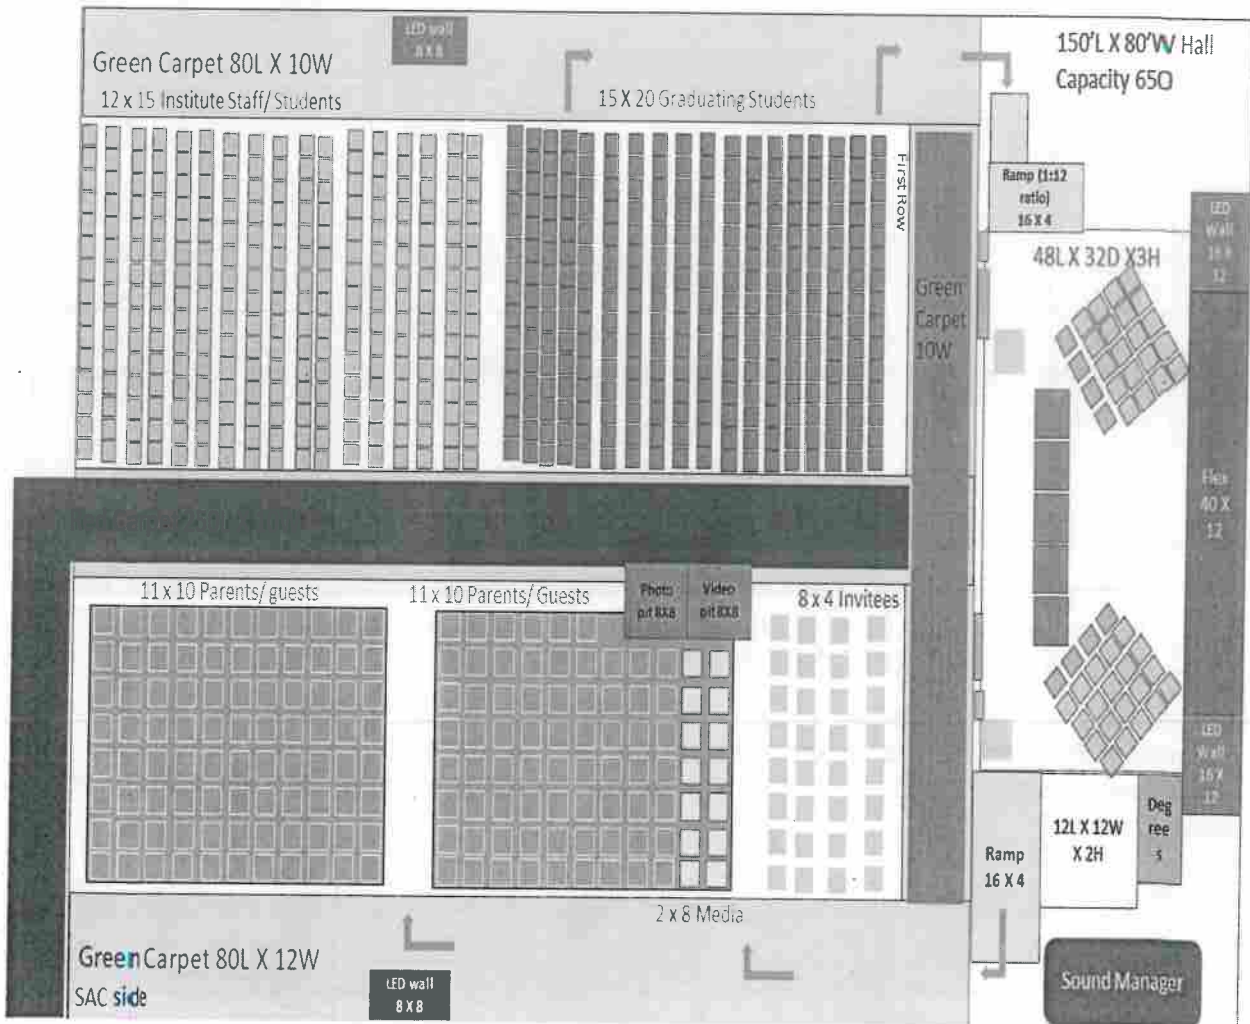 LED wall
8X8
150'L X 80'W Hall
Capacity 650
Green Carpet 80L X 10W
12 x 15 Institute Staff/ Students
15 X 20 Graduating Students
First Row
Ramp (1:12
ratio)
16 X 4
LED
Wall
16 X
12
48L X 32D X3H
Green
Carpet
10W
Flex
40 X
12
11 x 10 Parents/ guests
11 x 10 Parents/ Guests
Photo
pit 8X8
Video
pit 8X8
8 x 4 Invitees
LED
Wall
16 X
12
Ramp
16 X 4
12L X 12W
X 2H
Deg
ree
s
2 x 8 Media
Green Carpet 80L X 12W
SAC side
LED wall
8 X 8
Sound Manager